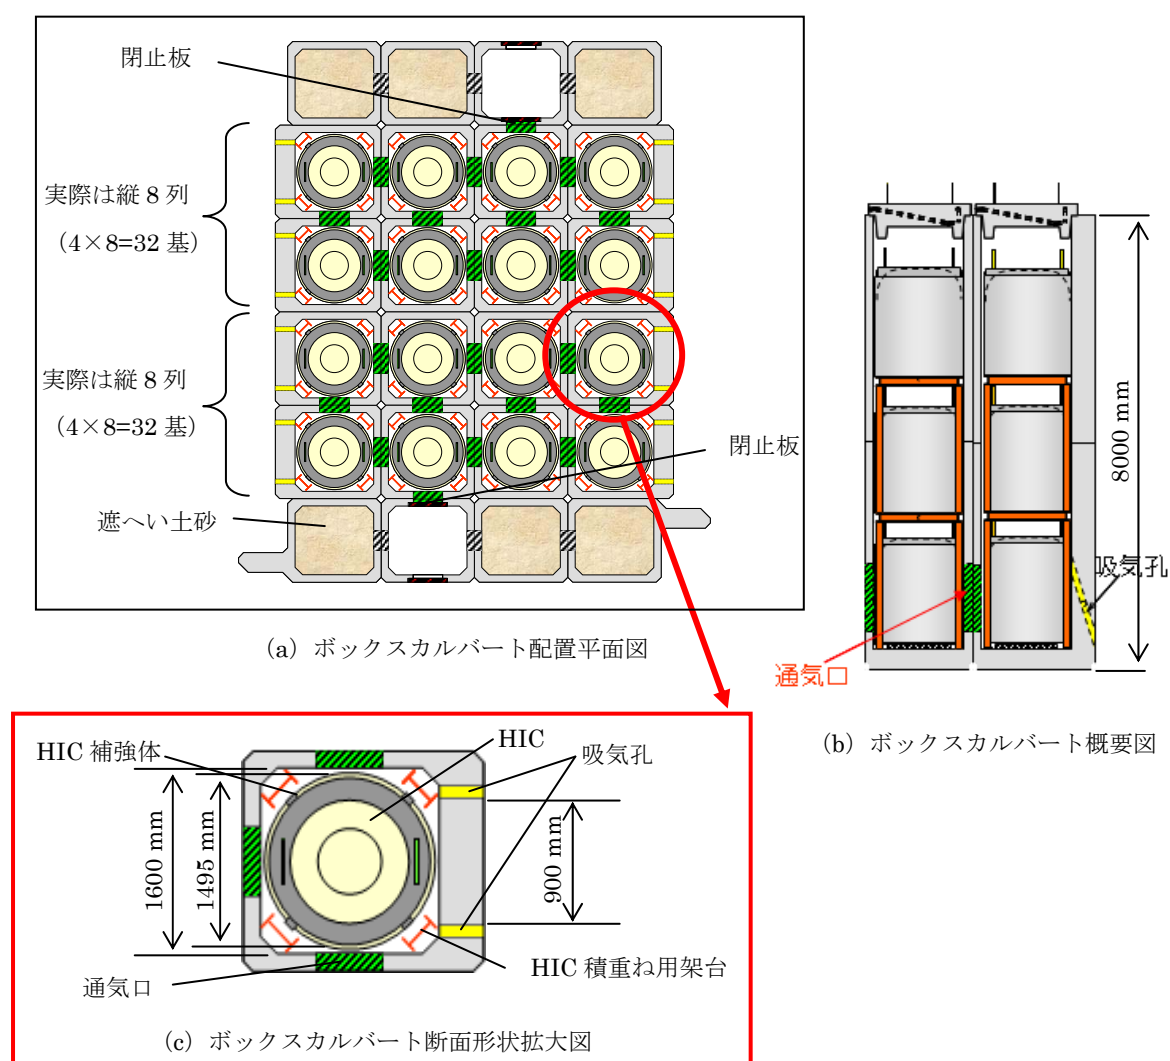 閉止板
実際は縦 8 列
（4×8=32 基）
実際は縦 8 列
（4×8=32 基）
閉止板
遮へい土砂
(a) ボックスカルバート配置平面図
8000 mm
吸気孔
通気口
(b) ボックスカルバート概要図
HIC 補強体
HIC
吸気孔
1600 mm
1495 mm
900 mm
HIC 積重ね用架台
通気口
(c) ボックスカルバート断面形状拡大図